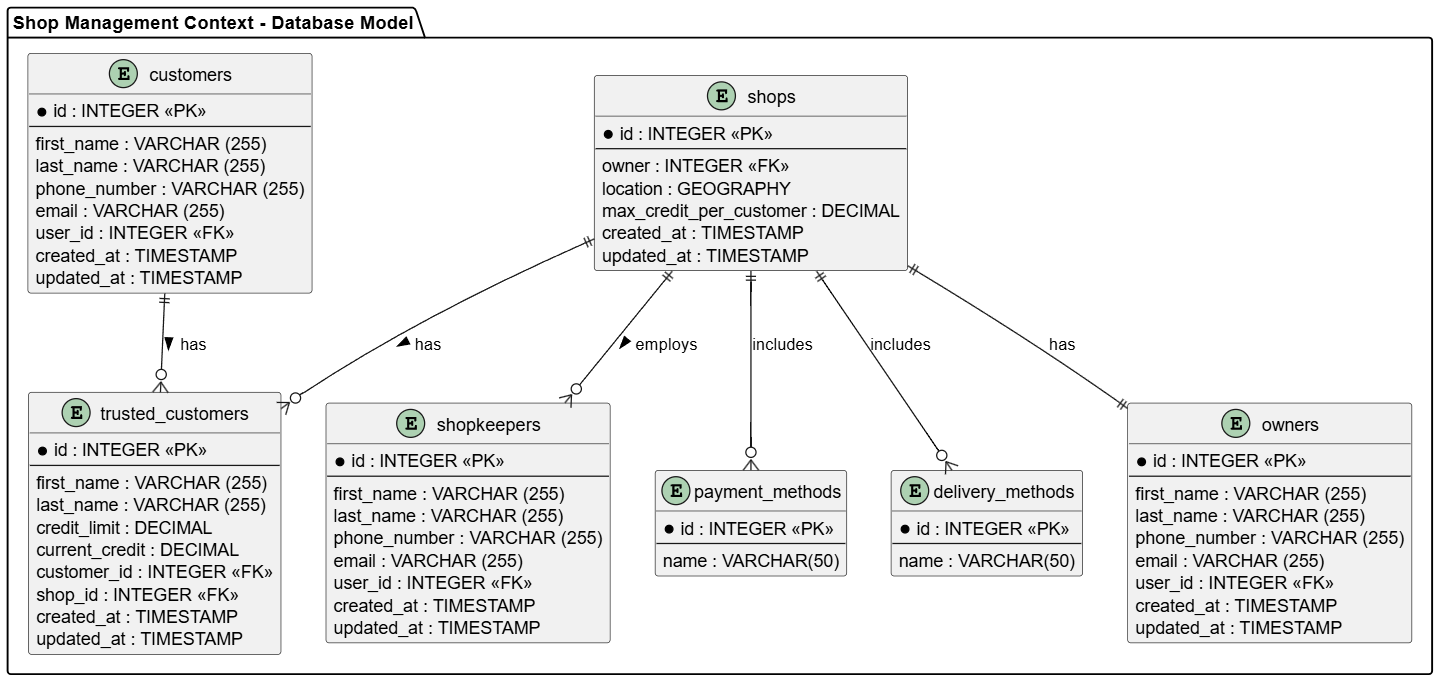 Shop Management Context - Database Model
E customers
id : INTEGER «PK»
first_name : VARCHAR (255)
last_name : VARCHAR (255)
phone_number : VARCHAR (255)
email : VARCHAR (255)
user_id : INTEGER «FK»
created_at : TIMESTAMP
updated_at : TIMESTAMP
E shops
id : INTEGER «PK»
owner : INTEGER «FK»
location : GEOGRAPHY
max_credit_per_customer : DECIMAL
created_at : TIMESTAMP
updated_at : TIMESTAMP
has
has
employs
includes
includes
has
E trusted_customers
id : INTEGER «PK»
first_name : VARCHAR (255)
last_name : VARCHAR (255)
credit_limit : DECIMAL
current_credit : DECIMAL
customer_id : INTEGER «FK»
shop_id : INTEGER «FK»
created_at : TIMESTAMP
updated_at : TIMESTAMP
E shopkeepers
id : INTEGER «PK»
first_name : VARCHAR (255)
last_name : VARCHAR (255)
phone_number : VARCHAR (255)
email : VARCHAR (255)
user_id : INTEGER «FK»
created_at : TIMESTAMP
updated_at : TIMESTAMP
E payment_methods
id : INTEGER «PK»
name : VARCHAR(50)
E delivery_methods
id : INTEGER «PK»
name : VARCHAR(50)
E owners
id : INTEGER «PK»
first_name : VARCHAR (255)
last_name : VARCHAR (255)
phone_number : VARCHAR (255)
email : VARCHAR (255)
user_id : INTEGER «FK»
created_at : TIMESTAMP
updated_at : TIMESTAMP